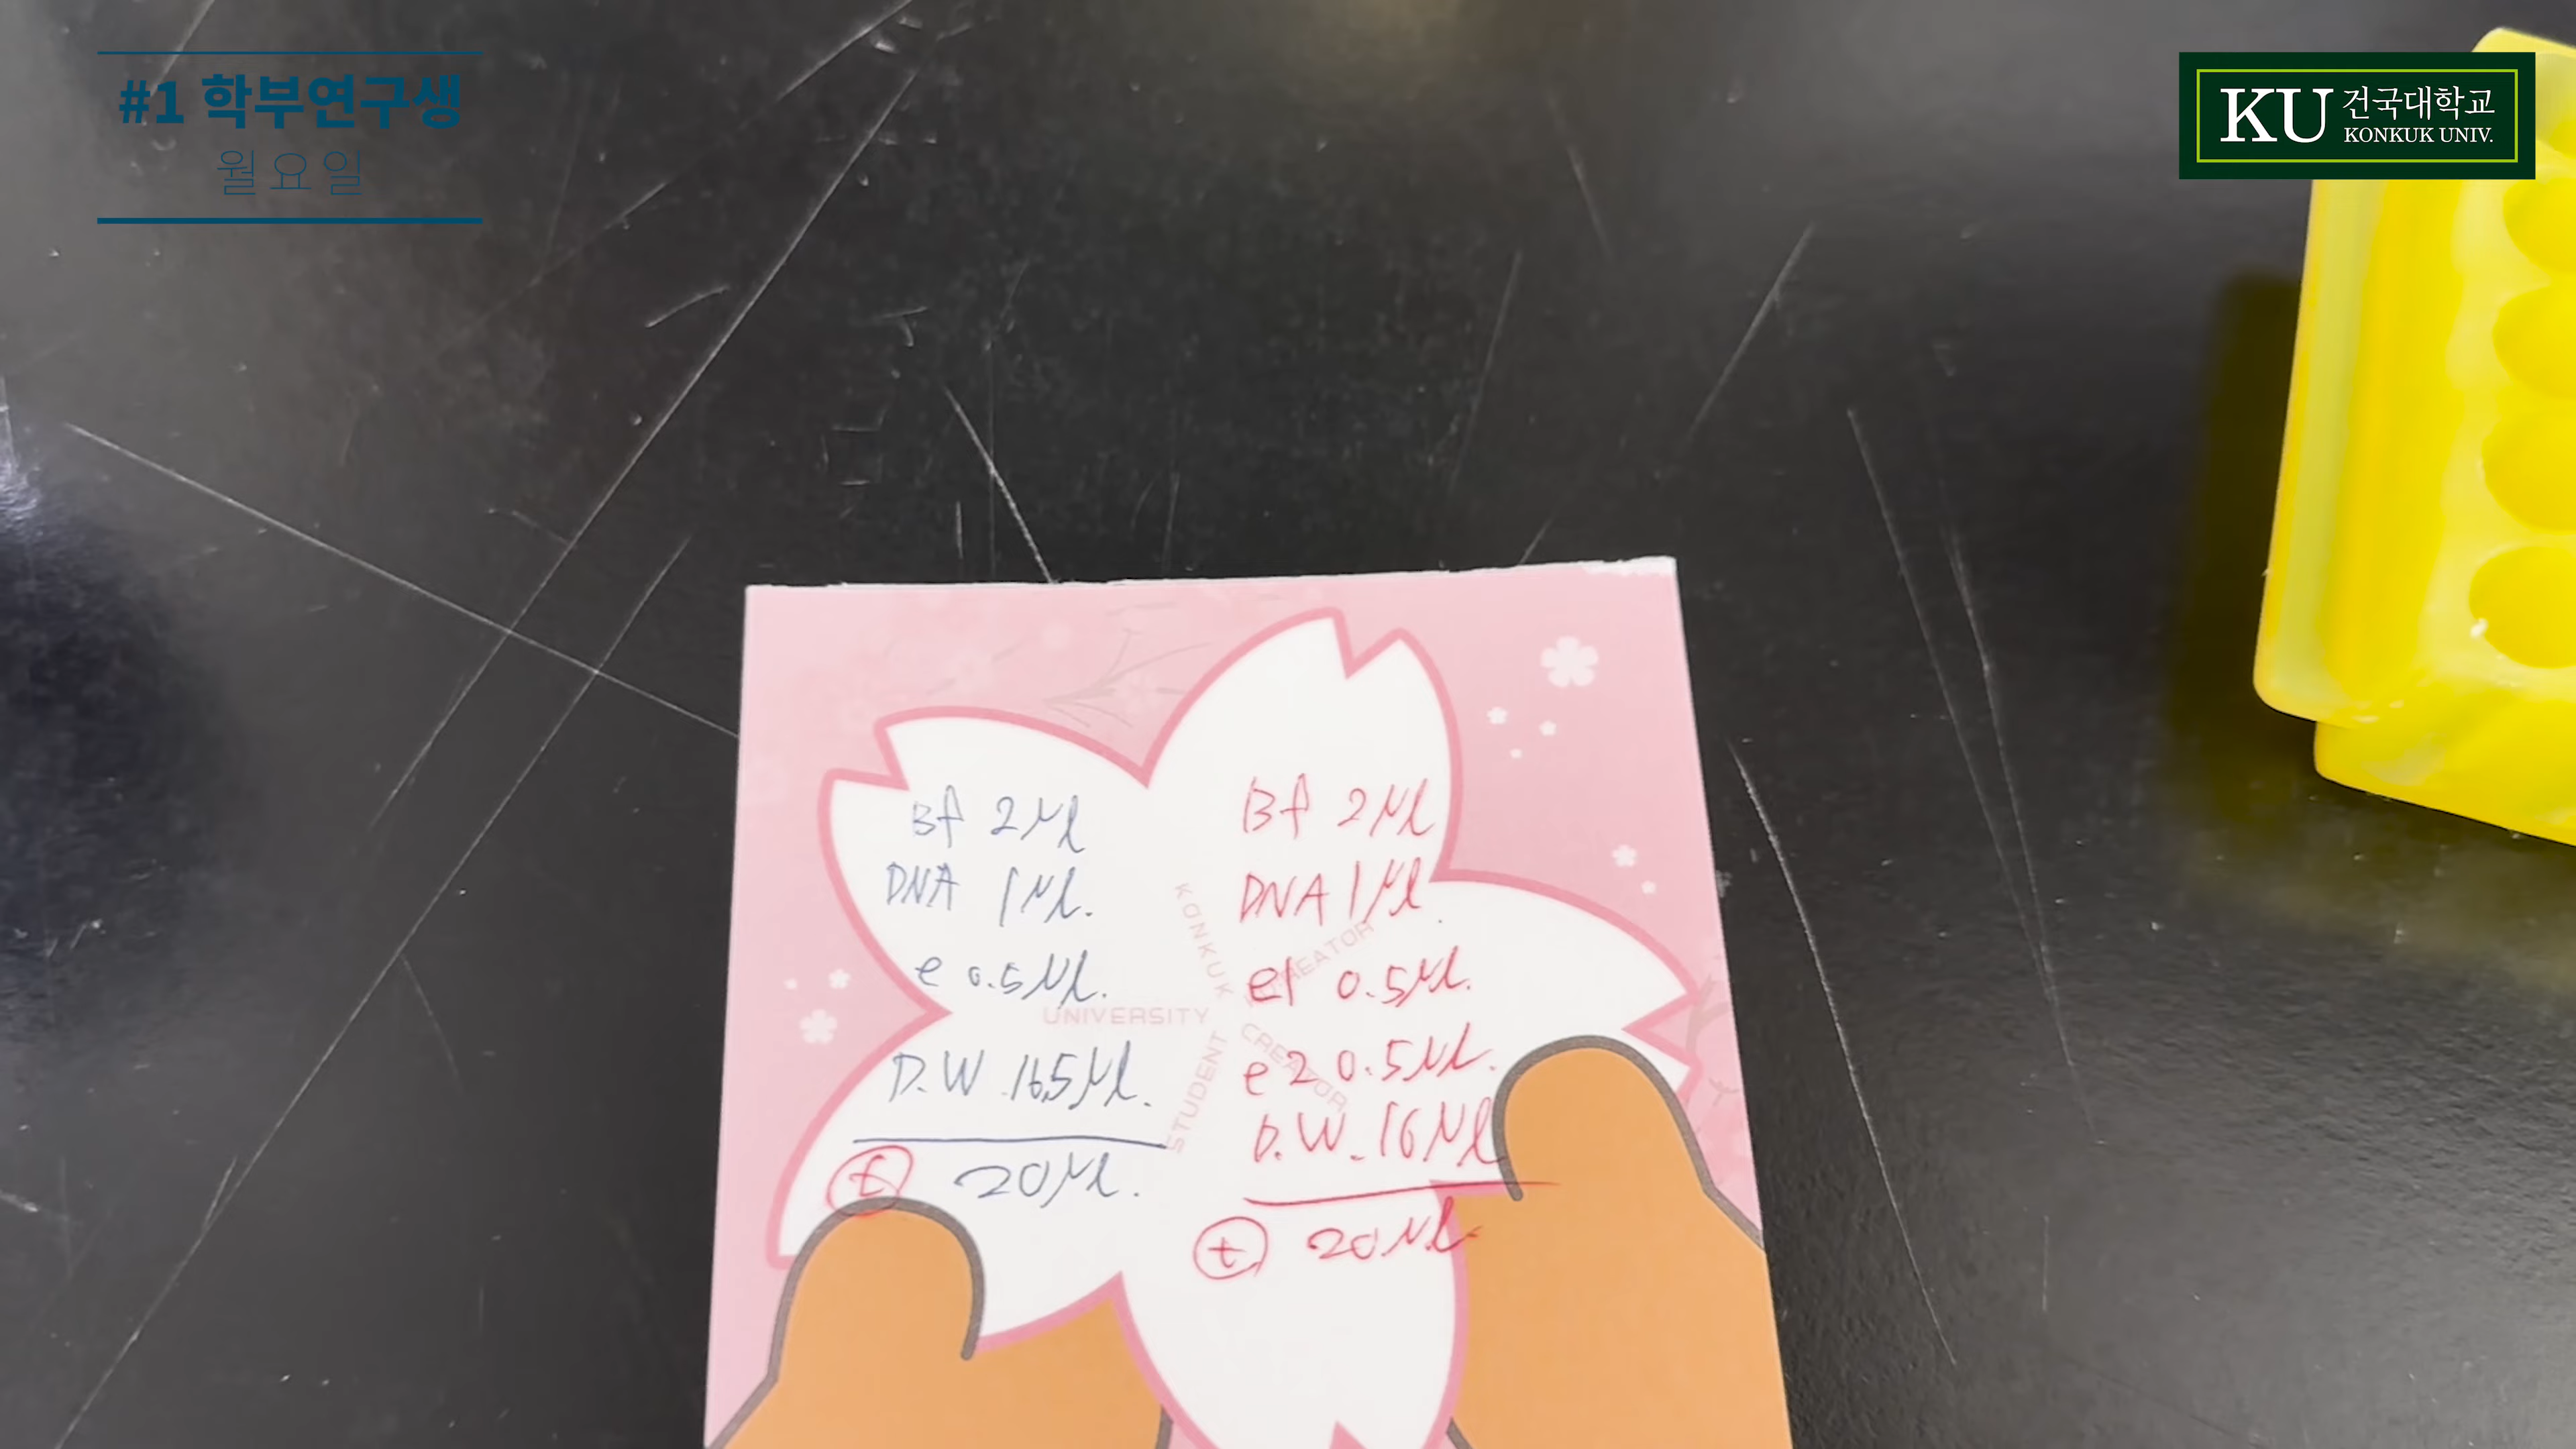 #1 학부연구생
월요일
KU 건국대학교
KONKUK UNIV.
Bf 2μl
DNA 1μl.
e 0.5μl.
D.W 16.5μl.
t 20μl.
Bf 2μl
DNA 1μl.
e1 0.5μl.
e2 0.5μl.
D.W. 16μl
t 20μl.
KONKUK
UNIVERSITY
STUDENT
CREATOR
CREATOR